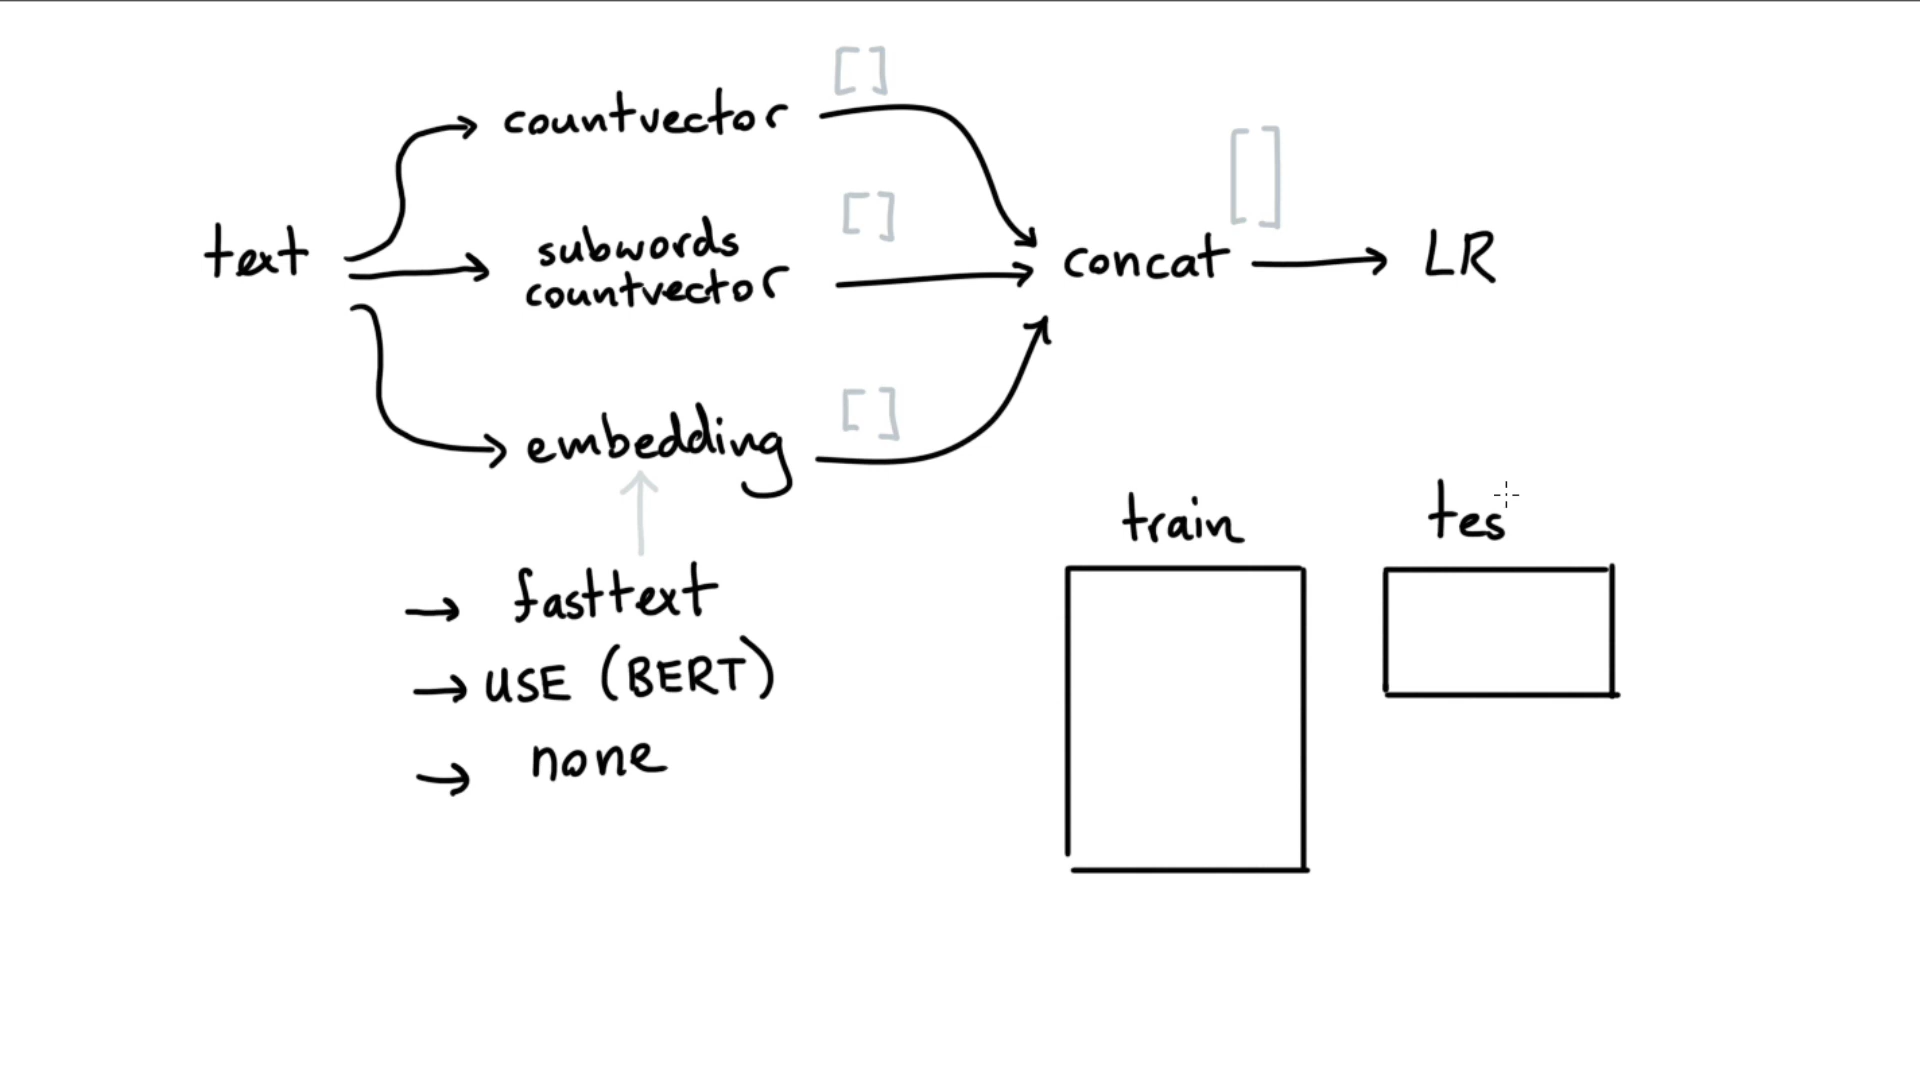 countvector
text
subwords
countvector
concat
LR
embedding
fasttext
USE (BERT)
none
train
tes